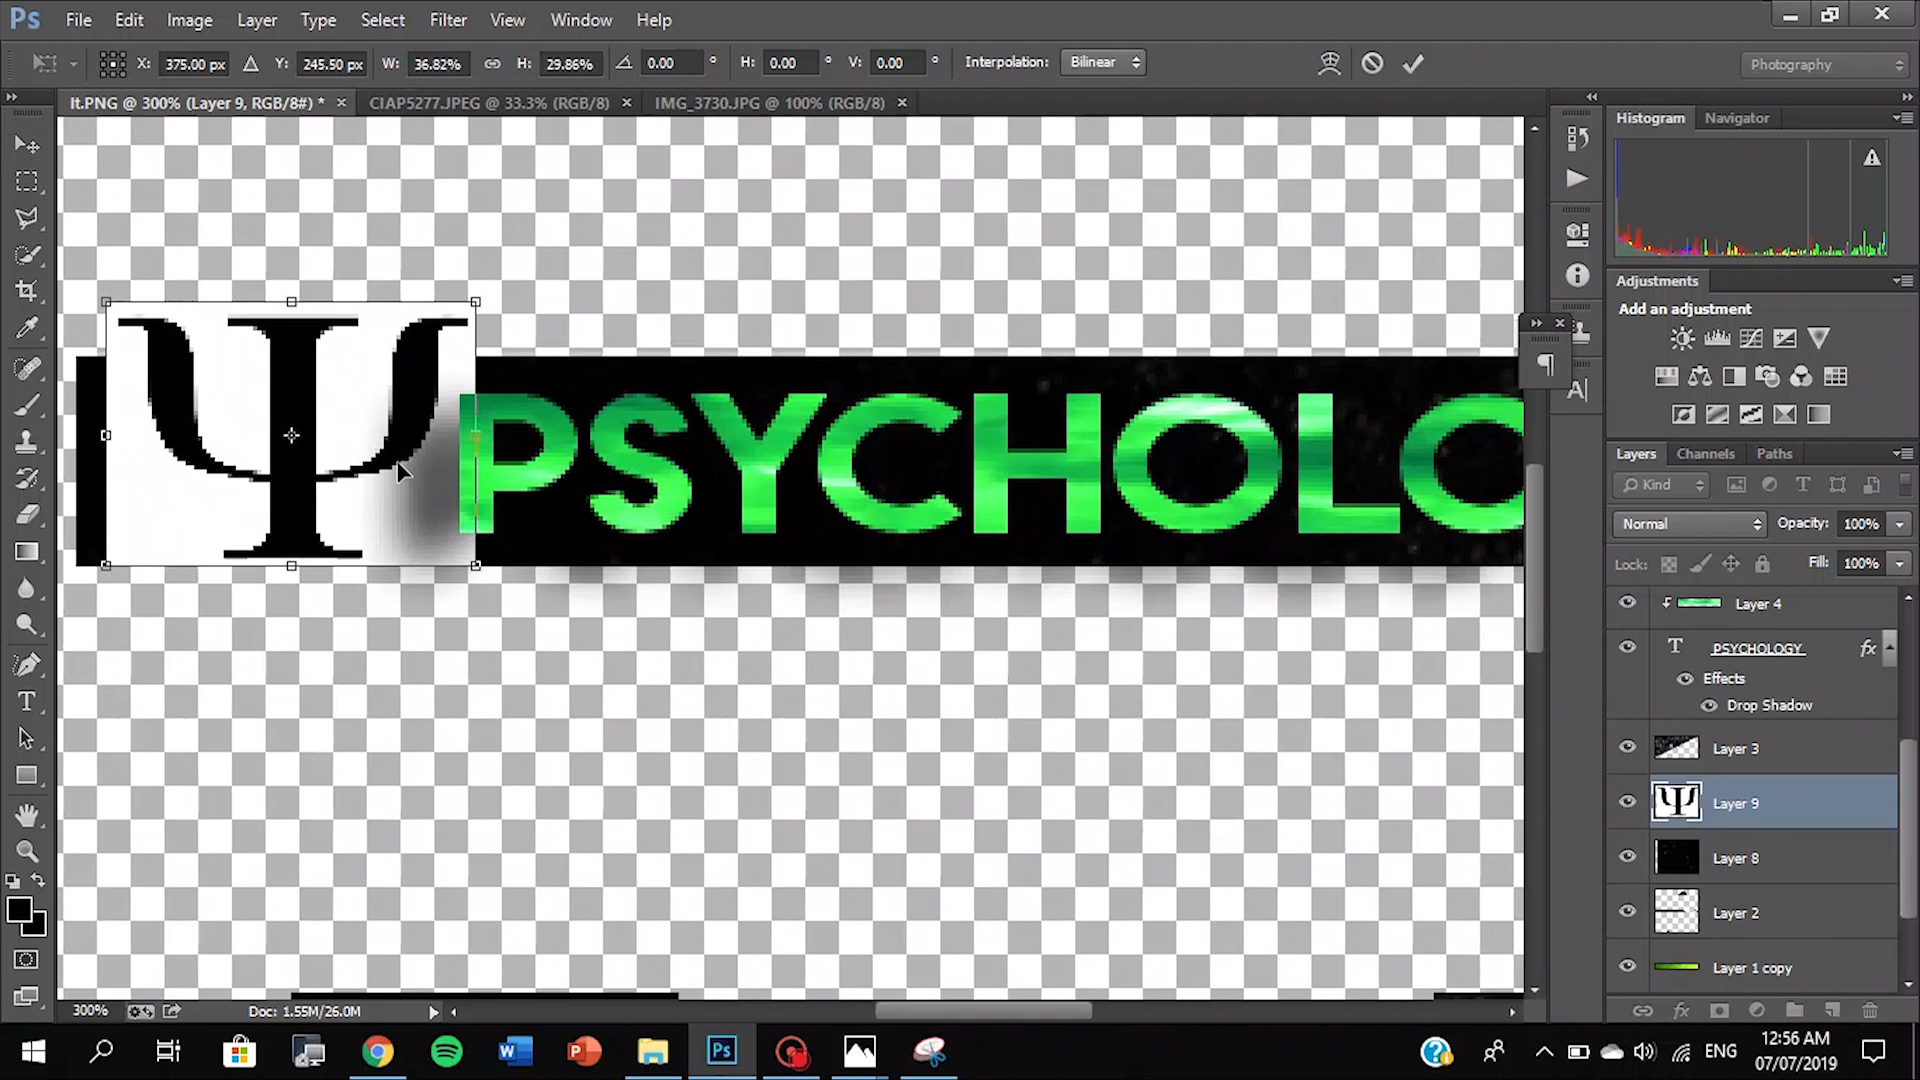 Ps File Edit Image Layer Type Select Filter View Window Help
X: 375.00 px Y: 245.50 px W: 36.82% H: 29.86% 0.00 ° H: 0.00 ° V: 0.00 ° Interpolation: Bilinear Photography
It.PNG @ 300% (Layer 9, RGB/8#) * CIAP5277.JPEG @ 33.3% (RGB/8) IMG_3730.JPG @ 100% (RGB/8)
Histogram Navigator
Adjustments
Add an adjustment
Ψ PSYCHOLO
Layers Channels Paths
Kind
Normal Opacity: 100%
Lock: Fill: 100%
Layer 4
T PSYCHOLOGY fx
Effects
Drop Shadow
Layer 3
Ψ Layer 9
Layer 8
Layer 2
Layer 1 copy
300% Doc: 1.55M/26.0M
ENG 12:56 AM
07/07/2019